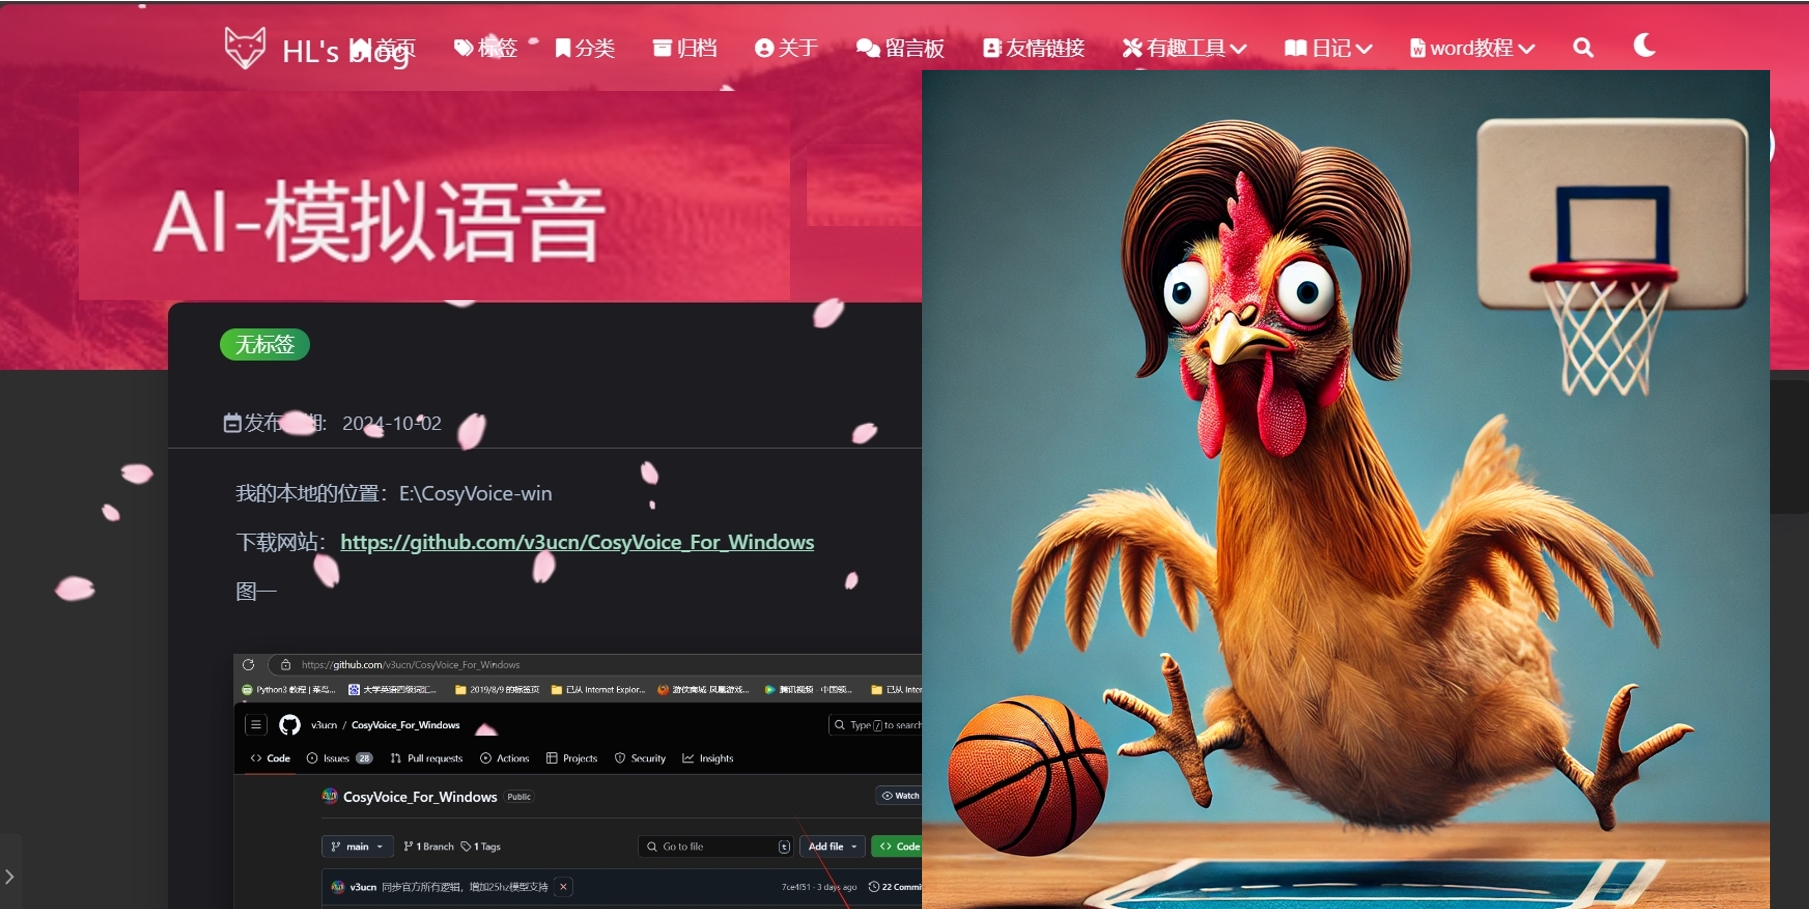 HL's blog
首页
标签
分类
归档
关于
留言板
友情链接
有趣工具
日记
word教程
AI-模拟语音
无标签
发布 期: 2024-10-02
我的本地的位置：E:\CosyVoice-win
下载网站：https://github.com/v3ucn/CosyVoice_For_Windows
图一
https://github.com/v3ucn/CosyVoice_For_Windows
Python3 教程 | 菜鸟...
大学英语四级词汇...
2019/8/9 的标签页
已从 Internet Explor...
游侠商城 凤凰游戏...
腾讯视频 - 中国领...
已从 Inter
v3ucn / CosyVoice_For_Windows
Type / to search
Code
Issues 28
Pull requests
Actions
Projects
Security
Insights
CosyVoice_For_Windows Public
Watch
main
1 Branch
1 Tags
Go to file
t
Add file
Code
v3ucn 同步官方所有逻辑，增加25hz模型支持
7ce4f51 · 3 days ago
22 Commi